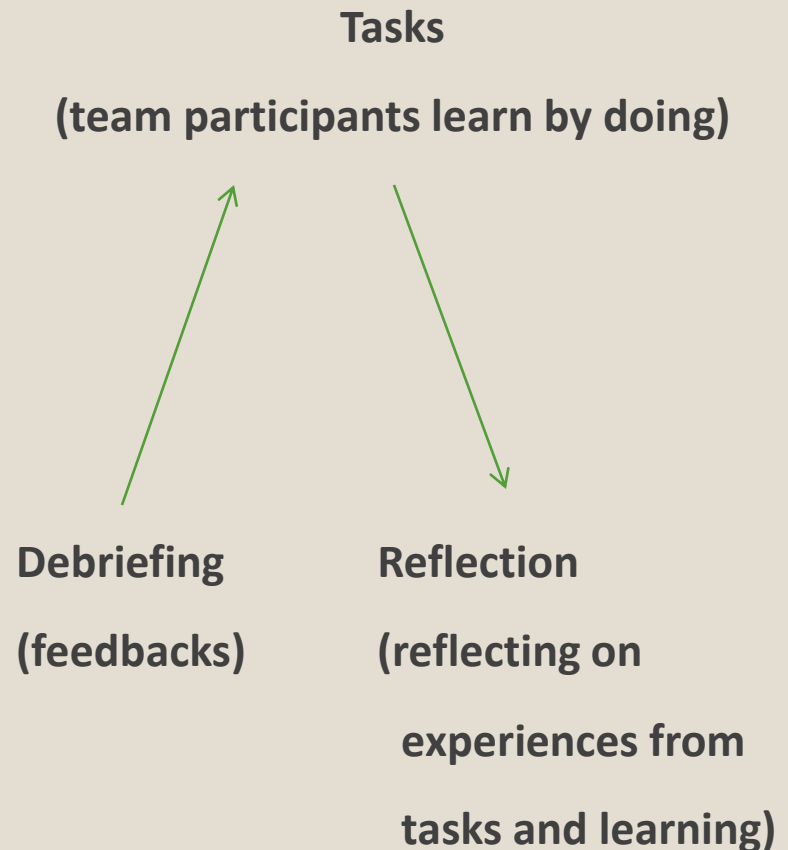 Tasks
(team participants learn by doing)
Debriefing
(feedbacks)
Reflection
(reflecting on
experiences from
tasks and learning)